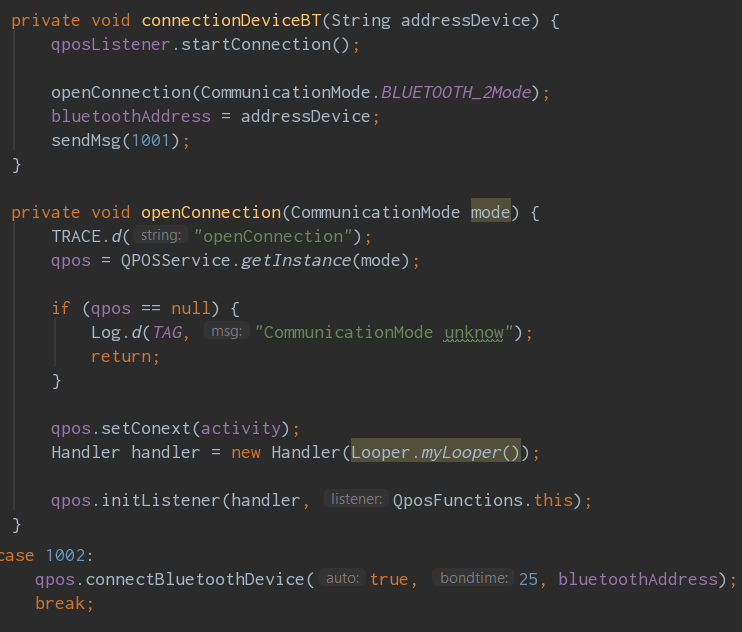 private void connectionDeviceBT(String addressDevice) {
qposListener.startConnection();
openConnection(CommunicationMode.BLUETOOTH_2Mode);
bluetoothAddress = addressDevice;
sendMsg(1001);
}
private void openConnection(CommunicationMode mode) {
TRACE.d( string: "openConnection");
qpos = QPOSService.getInstance(mode);
if (qpos == null) {
Log.d(TAG, msg: "CommunicationMode unknow");
return;
}
qpos.setConext(activity);
Handler handler = new Handler(Looper.myLooper());
qpos.initListener(handler, listener: QposFunctions.this);
}
case 1002:
qpos.connectBluetoothDevice( auto: true, bondtime: 25, bluetoothAddress);
break;